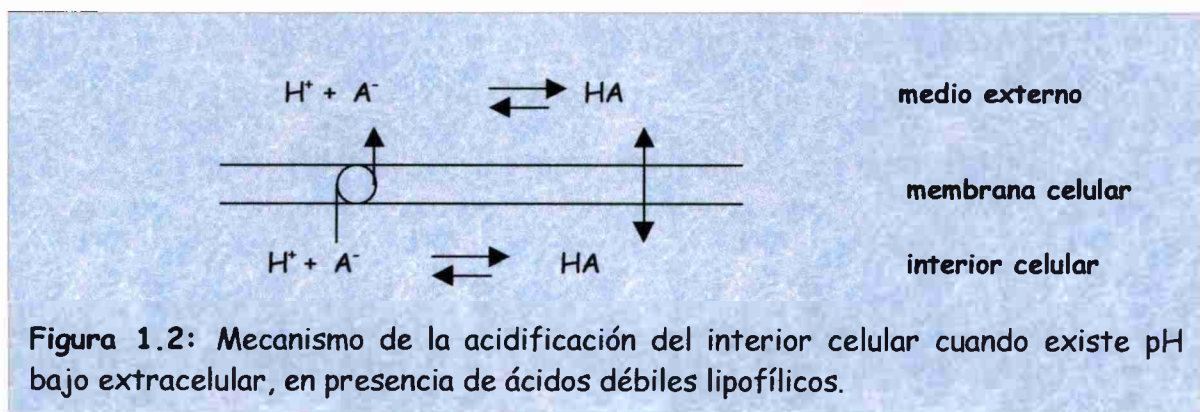 H⁺ + A⁻ HA medio externo
membrana celular
H⁺ + A⁻ HA interior celular
Figura 1.2: Mecanismo de la acidificación del interior celular cuando existe pH
bajo extracelular, en presencia de ácidos débiles lipofílicos.